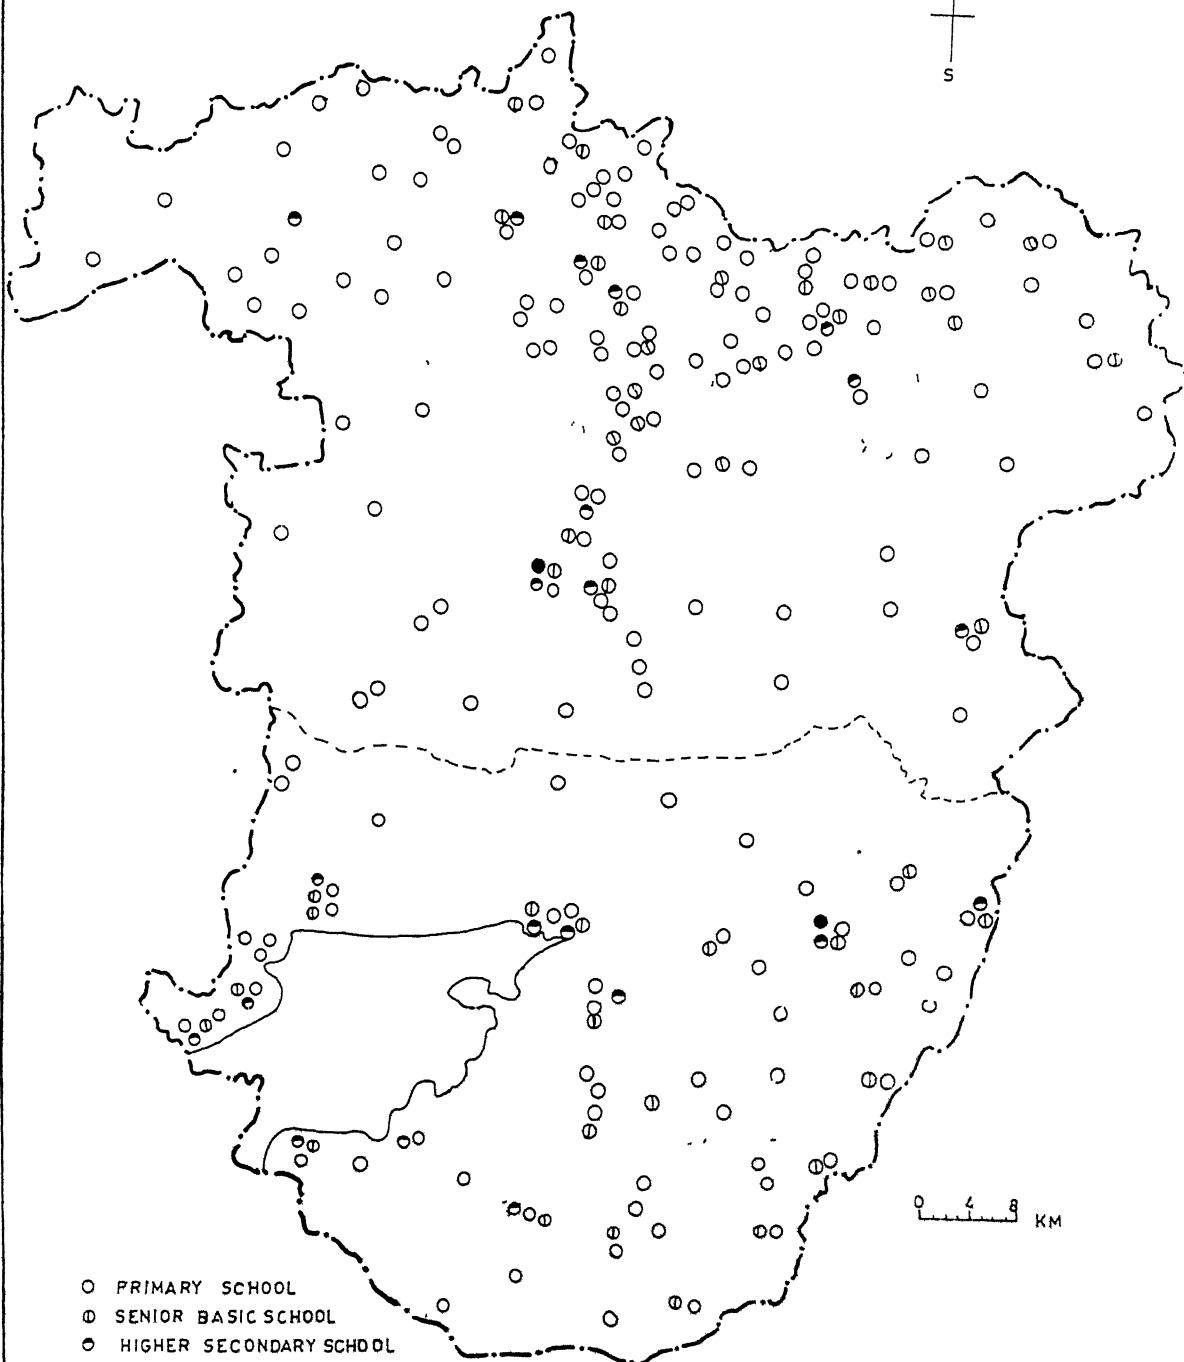 S
0 4 8 KM
PRIMARY SCHOOL
SENIOR BASIC SCHOOL
HIGHER SECONDARY SCHOOL